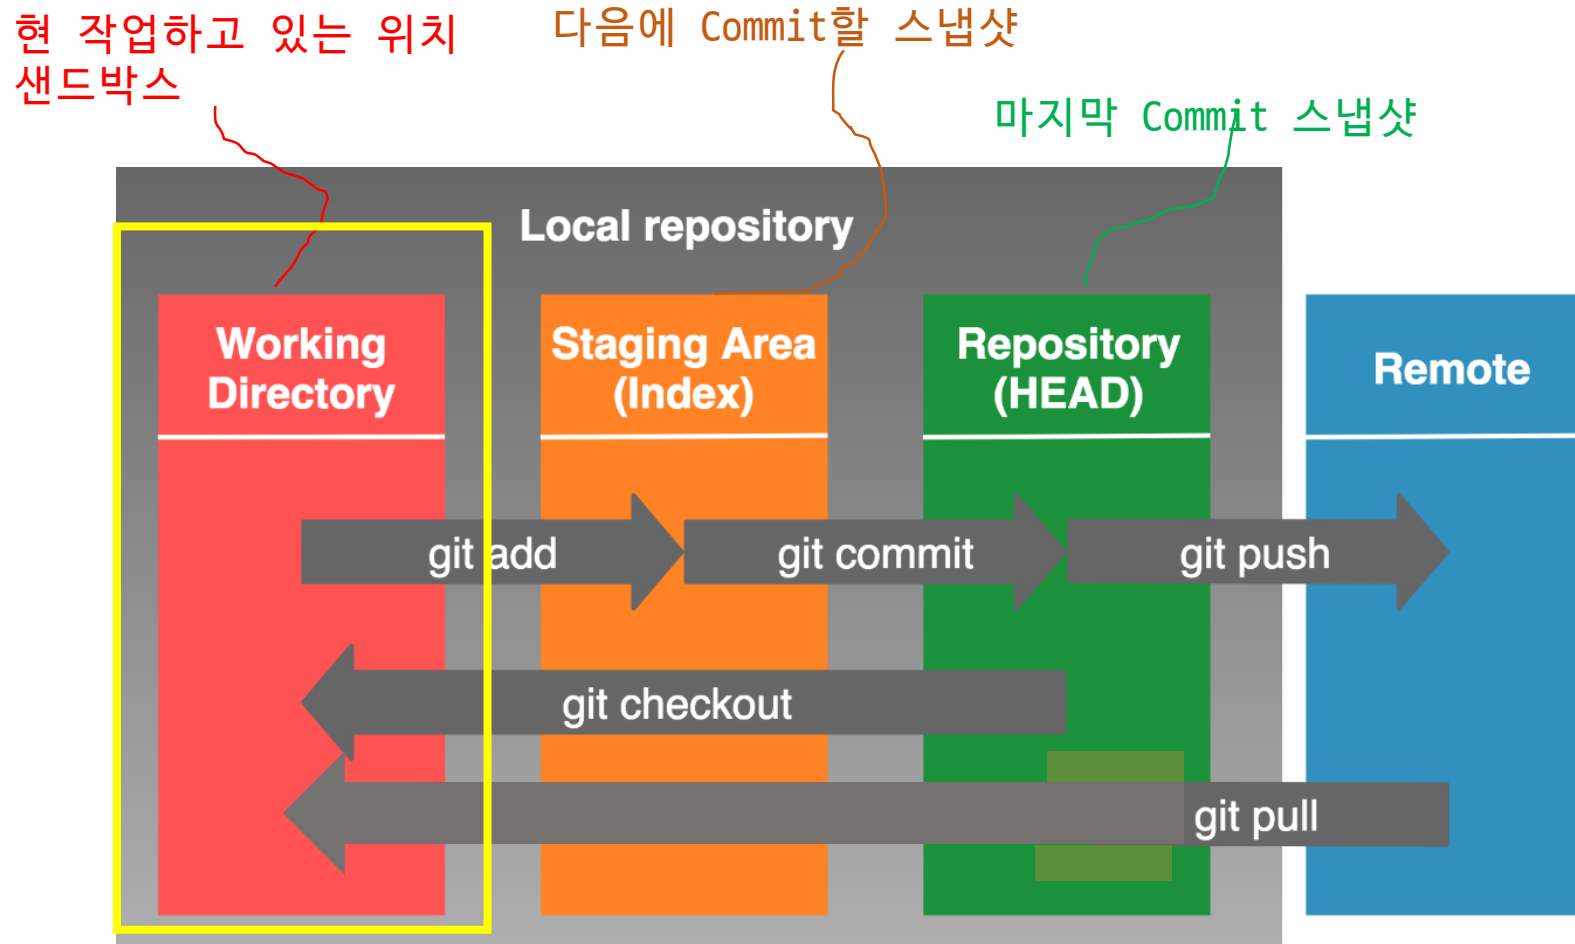 현 작업하고 있는 위치
샌드박스
다음에 Commit할 스냅샷
마지막 Commit 스냅샷
Local repository
Working
Directory
Staging Area
(Index)
Repository
(HEAD)
Remote
git add
git commit
git push
git checkout
git pull